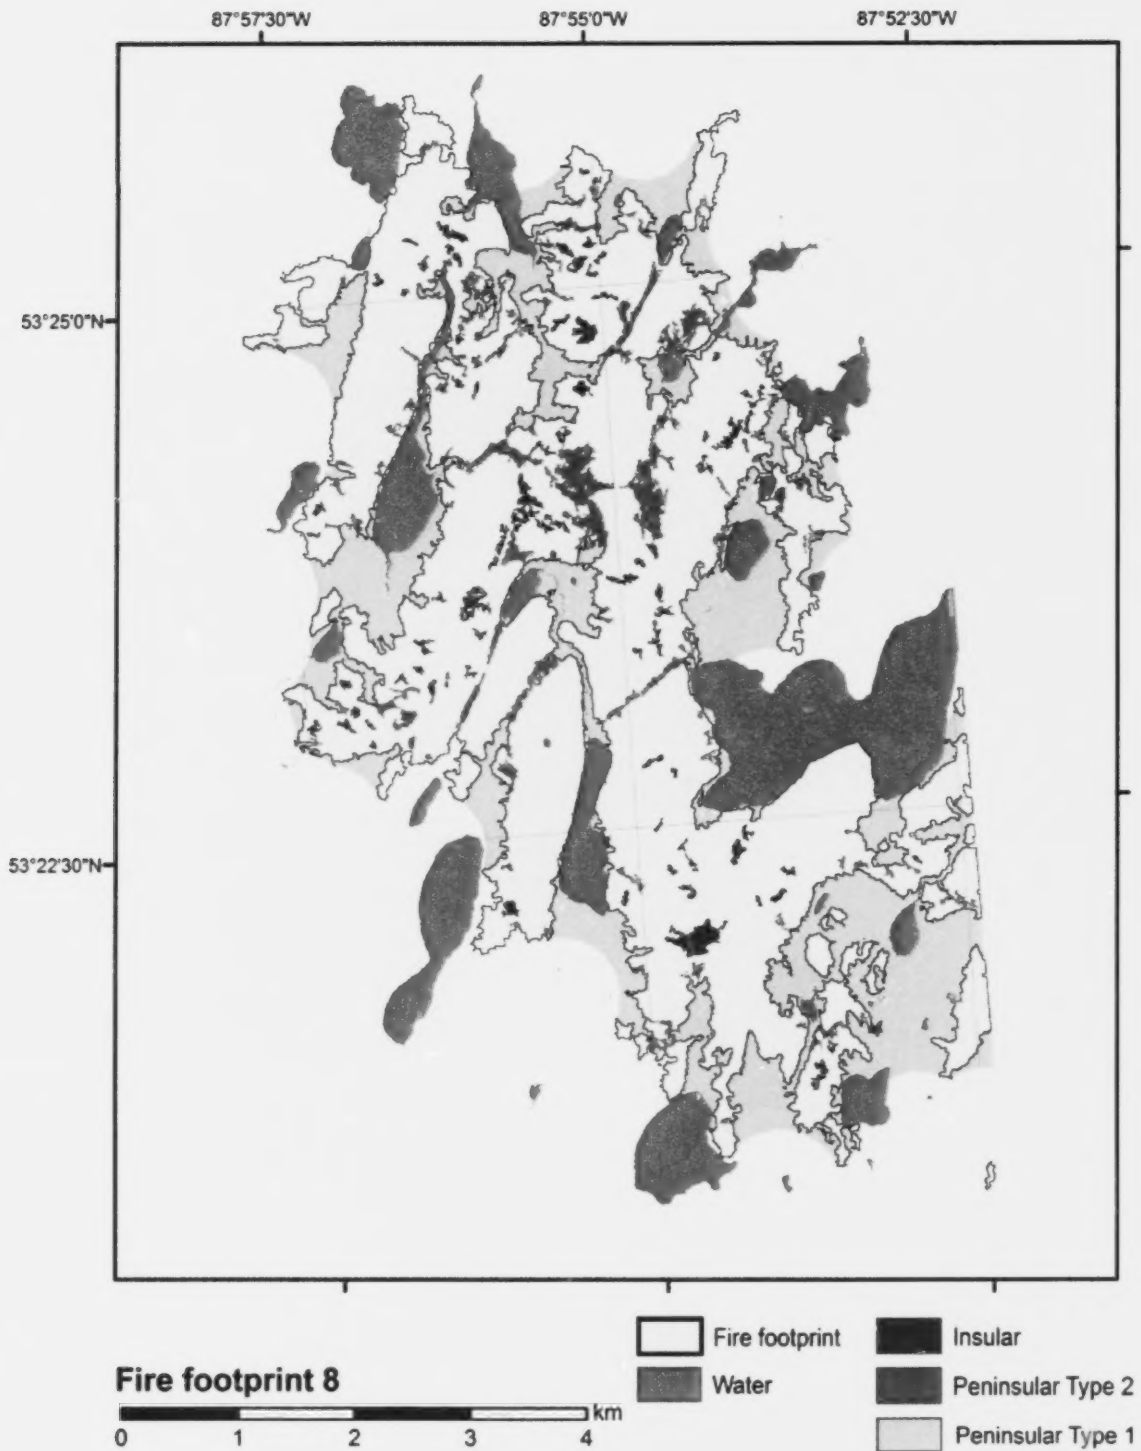 87°57'30"W 87°55'0"W 87°52'30"W
53°25'0"N
53°22'30"N
Fire footprint Insular
Fire footprint 8 Water Peninsular Type 2
km
0 1 2 3 4 Peninsular Type 1